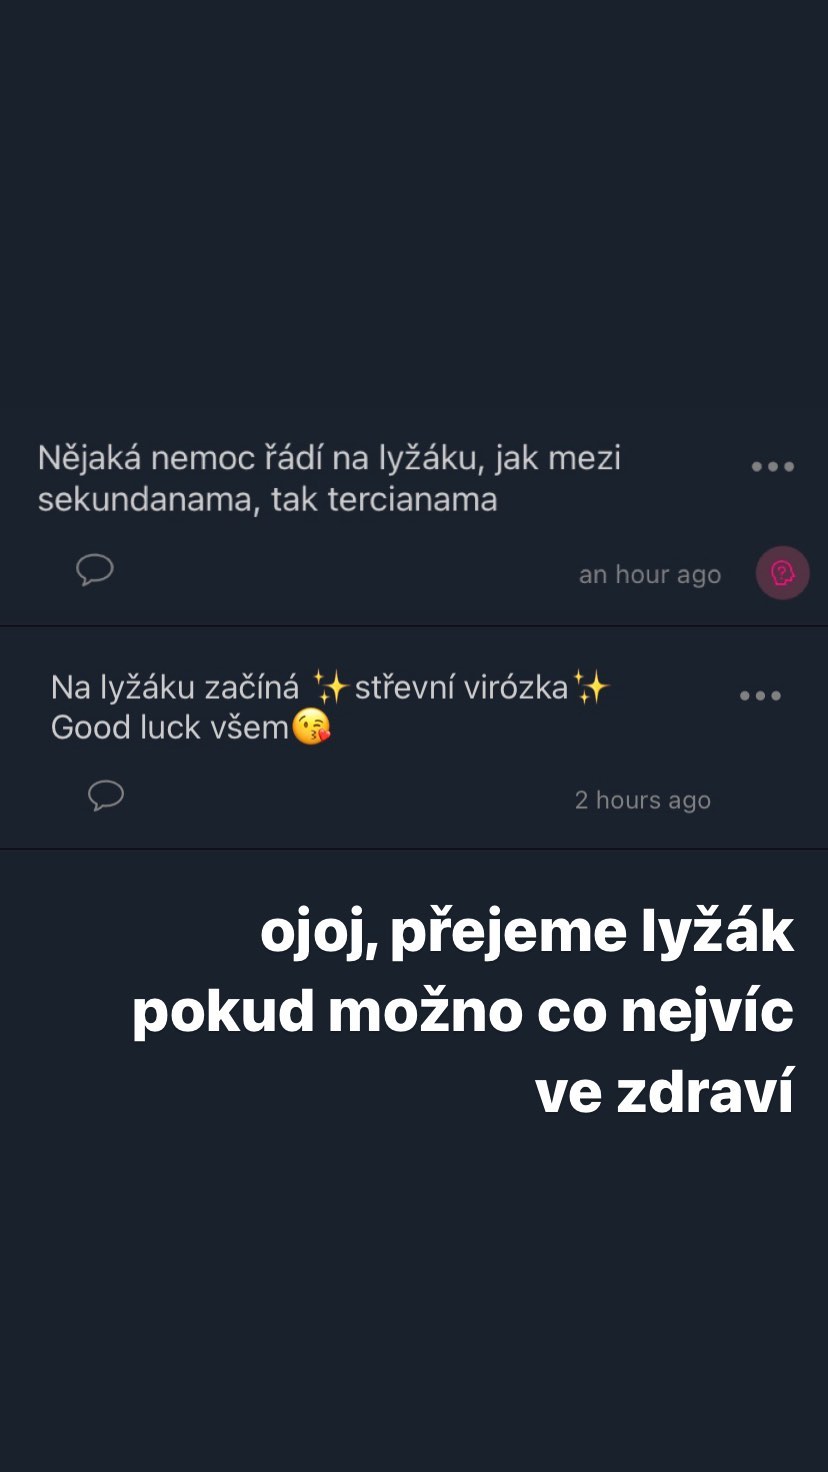 Nějaká nemoc řádí na lyžáku, jak mezi
sekundanama, tak tercianama
an hour ago
Na lyžáku začíná ✨střevní virózka✨
Good luck všem😘
2 hours ago
ojoj, přejeme lyžák
pokud možno co nejvíc
ve zdraví